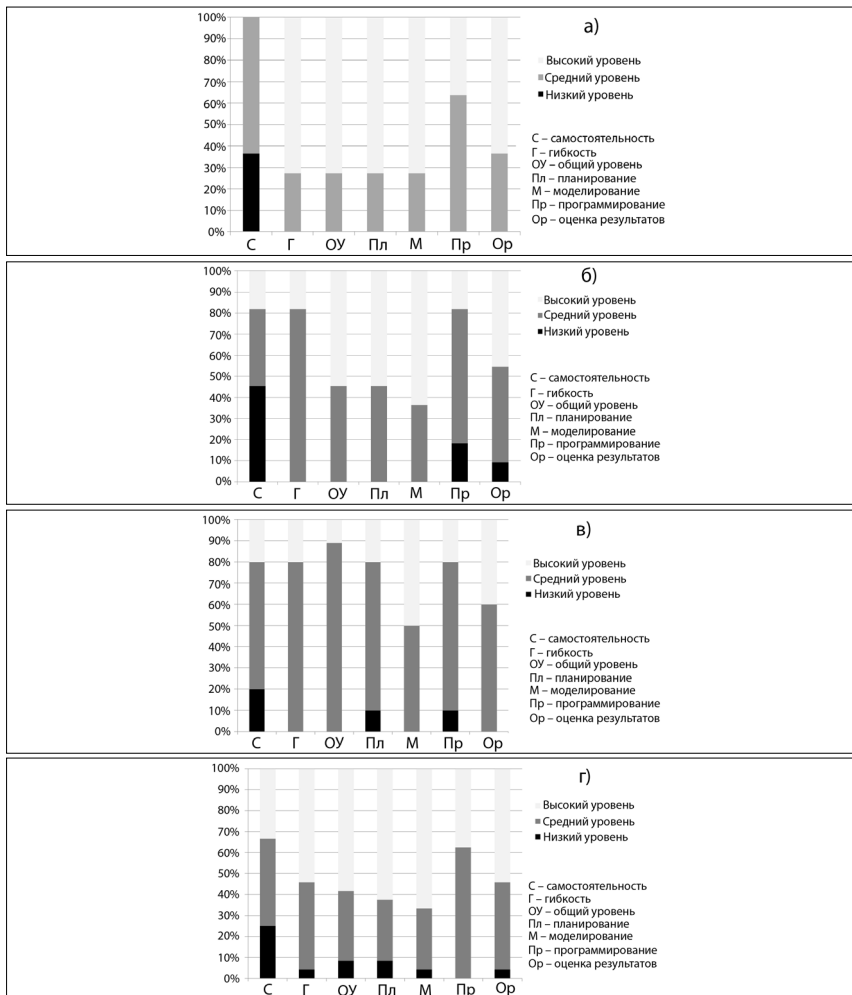 а)
100%
90%
80%
70%
60%
50%
40%
30%
20%
10%
0%
С Г ОУ Пл М Пр Ор
Высокий уровень
Средний уровень
Низкий уровень
С – самостоятельность
Г – гибкость
ОУ – общий уровень
Пл – планирование
М – моделирование
Пр – программирование
Ор – оценка результатов
б)
100%
90%
80%
70%
60%
50%
40%
30%
20%
10%
0%
С Г ОУ Пл М Пр Ор
Высокий уровень
Средний уровень
Низкий уровень
С – самостоятельность
Г – гибкость
ОУ – общий уровень
Пл – планирование
М – моделирование
Пр – программирование
Ор – оценка результатов
в)
100%
90%
80%
70%
60%
50%
40%
30%
20%
10%
0%
С Г ОУ Пл М Пр Ор
Высокий уровень
Средний уровень
Низкий уровень
С – самостоятельность
Г – гибкость
ОУ – общий уровень
Пл – планирование
М – моделирование
Пр – программирование
Ор – оценка результатов
г)
100%
90%
80%
70%
60%
50%
40%
30%
20%
10%
0%
С Г ОУ Пл М Пр Ор
Высокий уровень
Средний уровень
Низкий уровень
С – самостоятельность
Г – гибкость
ОУ – общий уровень
Пл – планирование
М – моделирование
Пр – программирование
Ор – оценка результатов